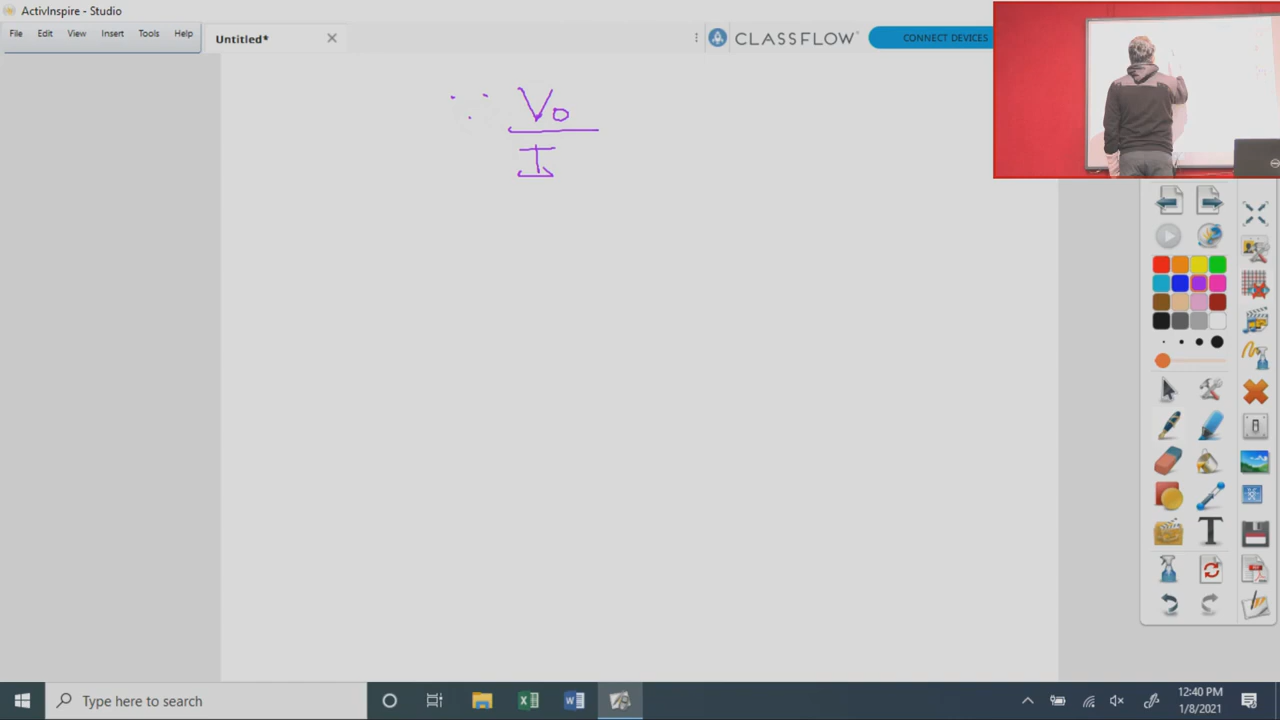 ActivInspire - Studio
File Edit View Insert Tools Help
Untitled*
CLASSFLOW
CONNECT DEVICES
∵ Vo
I
T
Type here to search
12:40 PM
1/8/2021